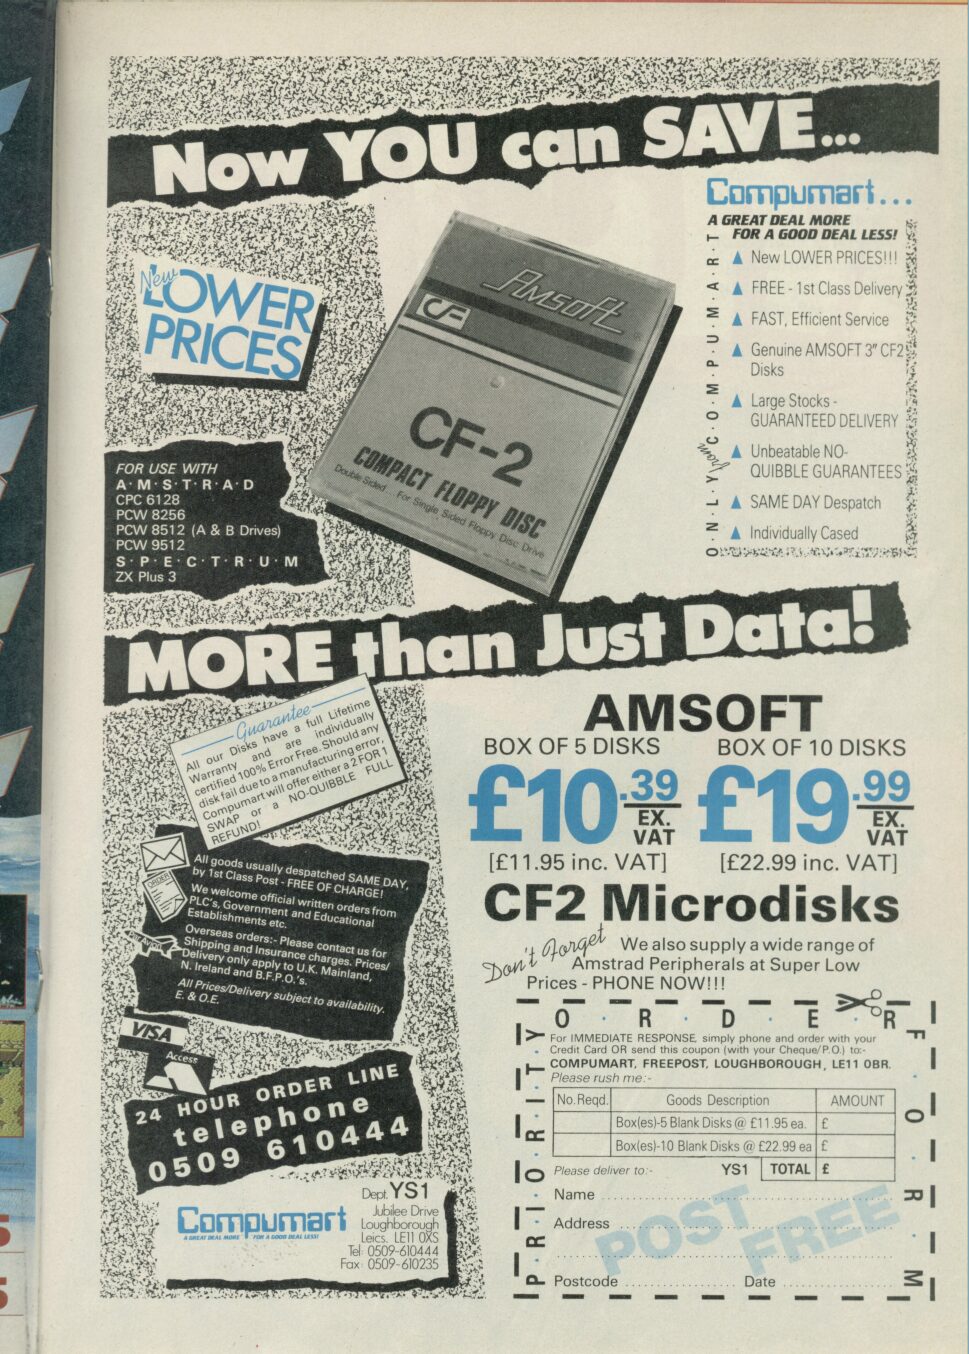 Now YOU can SAVE...
Compumart...
A GREAT DEAL MORE
FOR A GOOD DEAL LESS!
O·N·L·Y from C·O·M·P·U·M·A·R·T
▲ New LOWER PRICES!!!
▲ FREE - 1st Class Delivery
▲ FAST, Efficient Service
▲ Genuine AMSOFT 3" CF2
Disks
▲ Large Stocks -
GUARANTEED DELIVERY
▲ Unbeatable NO-
QUIBBLE GUARANTEES
▲ SAME DAY Despatch
▲ Individually Cased
New
LOWER
PRICES
Amsoft
CF
CF-2
COMPACT FLOPPY DISC
Double Sided For Single Sided Floppy Disc Drive
FOR USE WITH
A·M·S·T·R·A·D
CPC 6128
PCW 8256
PCW 8512 (A & B Drives)
PCW 9512
S·P·E·C·T·R·U·M
ZX Plus 3
MORE than Just Data!
Guarantee
All our Disks have a full Lifetime
Warranty and are individually
certified 100% Error Free. Should any
disk fail due to a manufacturing error,
Compumart will offer either a 2 FOR 1
SWAP or a NO-QUIBBLE FULL
REFUND!
All goods usually despatched SAME DAY,
by 1st Class Post - FREE OF CHARGE!
ORDER
We welcome official written orders from
PLC's, Government and Educational
Establishments etc.
Overseas orders:- Please contact us for
Shipping and Insurance charges. Prices/
Delivery only apply to U.K. Mainland,
N. Ireland and B.F.P.O.'s.
All Prices/Delivery subject to availability.
E. & O.E.
VISA
Access
24 HOUR ORDER LINE
telephone
0509 610444
Dept. YS1
Compumart
A GREAT DEAL MORE FOR A GOOD DEAL LESS!
Jubilee Drive
Loughborough
Leics. LE11 0XS
Tel: 0509-610444
Fax: 0509-610235
AMSOFT
BOX OF 5 DISKS
£10.39
EX.
VAT
[£11.95 inc. VAT]
BOX OF 10 DISKS
£19.99
EX.
VAT
[£22.99 inc. VAT]
CF2 Microdisks
Don't Forget We also supply a wide range of
Amstrad Peripherals at Super Low
Prices - PHONE NOW!!!
P·R·I·O·R·I·T·Y O·R·D·E·R F·O·R·M
For IMMEDIATE RESPONSE, simply phone and order with your
Credit Card OR send this coupon (with your Cheque/P.O.) to:-
COMPUMART, FREEPOST, LOUGHBOROUGH, LE11 0BR.
Please rush me:-
No. Reqd. Goods Description AMOUNT
Box(es)-5 Blank Disks @ £11.95 ea. £
Box(es)-10 Blank Disks @ £22.99 ea £
Please deliver to:- YS1 TOTAL £
Name
Address
POST FREE
Postcode Date
5
5